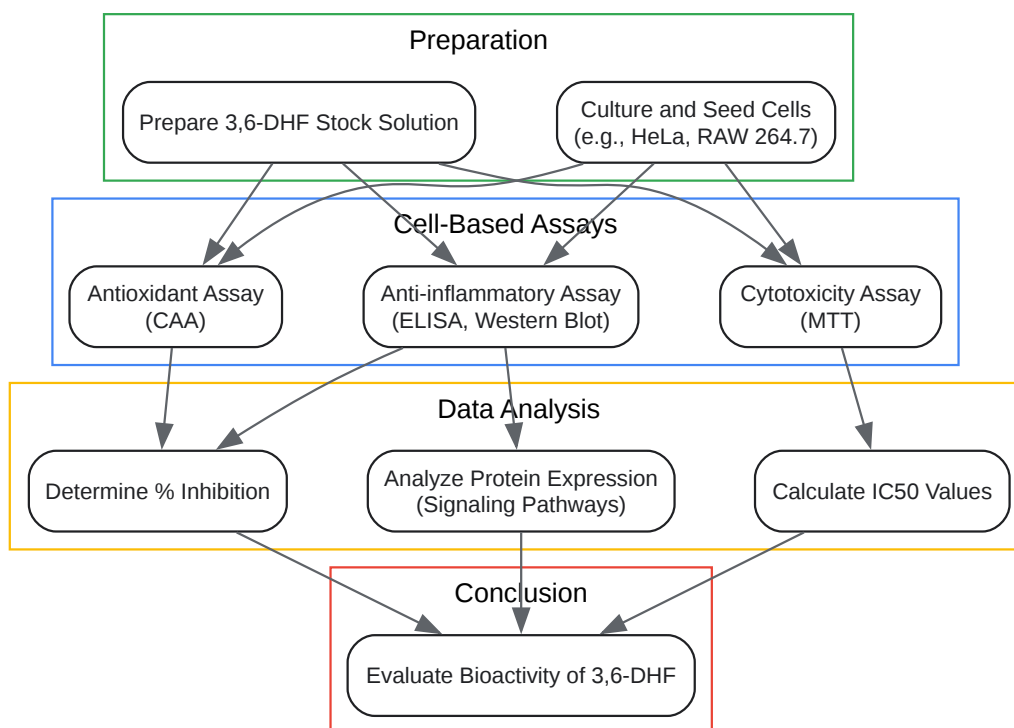 Preparation
Prepare 3,6-DHF Stock Solution
Culture and Seed Cells
(e.g., HeLa, RAW 264.7)
Cell-Based Assays
Antioxidant Assay
(CAA)
Anti-inflammatory Assay
(ELISA, Western Blot)
Cytotoxicity Assay
(MTT)
Data Analysis
Determine % Inhibition
Analyze Protein Expression
(Signaling Pathways)
Calculate IC50 Values
Conclusion
Evaluate Bioactivity of 3,6-DHF